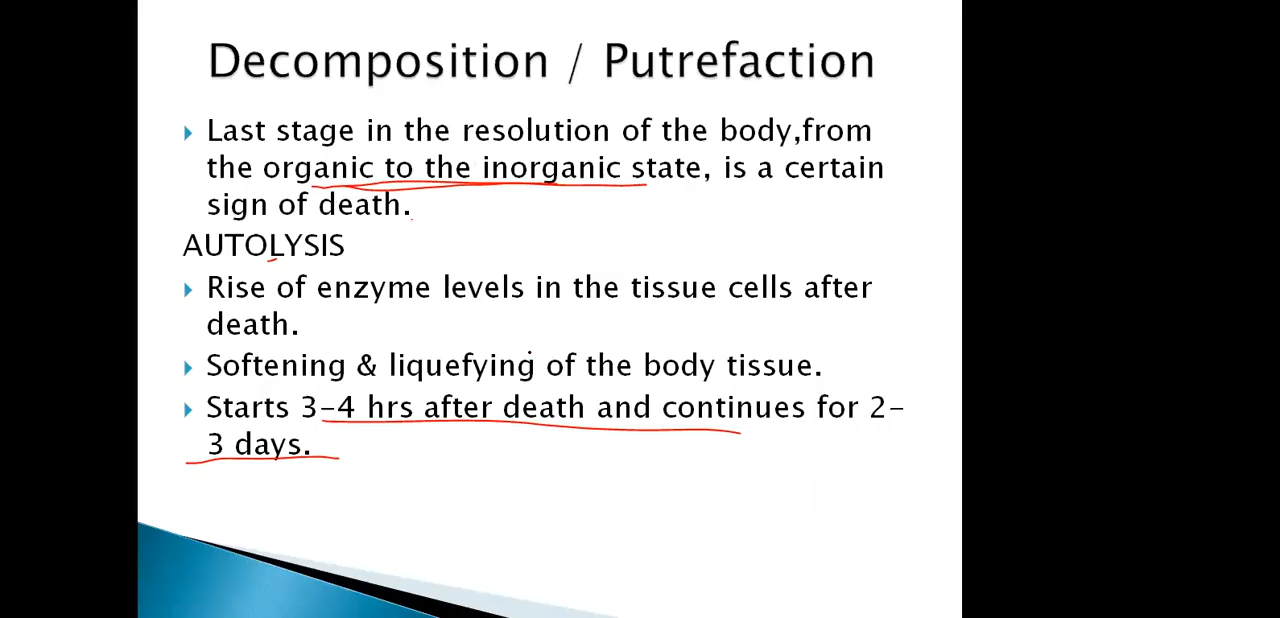 Decomposition / Putrefaction
Last stage in the resolution of the body,from
the organic to the inorganic state, is a certain
sign of death.
AUTOLYSIS
Rise of enzyme levels in the tissue cells after
death.
Softening & liquefying of the body tissue.
Starts 3-4 hrs after death and continues for 2-
3 days.